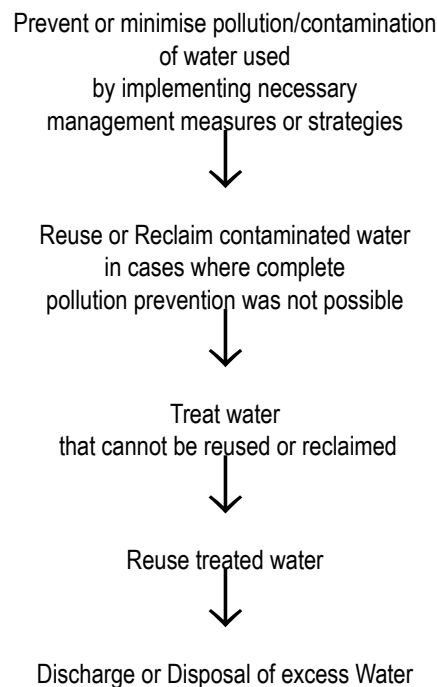 Prevent or minimise pollution/contamination
of water used
by implementing necessary
management measures or strategies
Reuse or Reclaim contaminated water
in cases where complete
pollution prevention was not possible
Treat water
that cannot be reused or reclaimed
Reuse treated water
Discharge or Disposal of excess Water